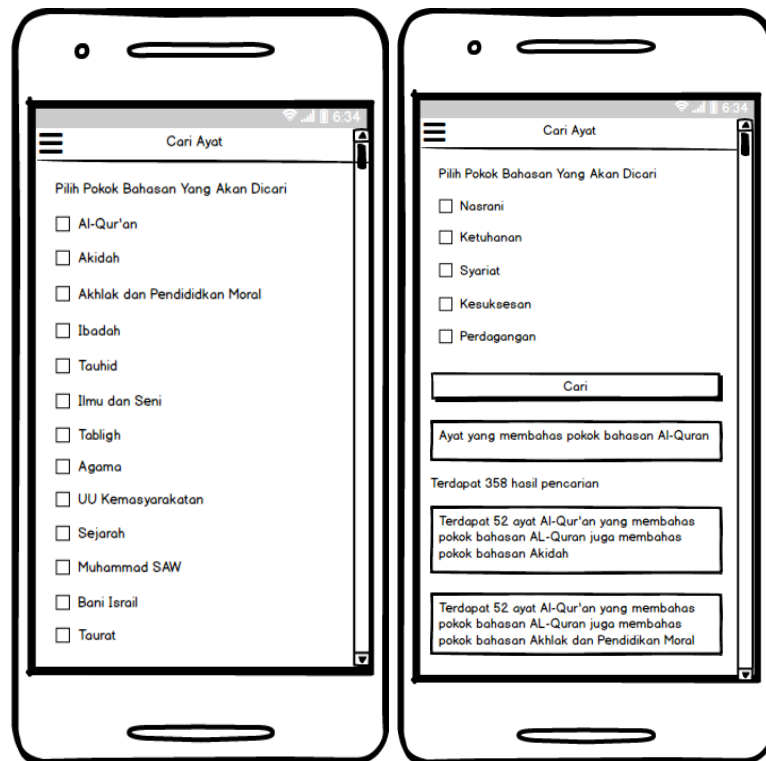 6:34
Cari Ayat
Pilih Pokok Bahasan Yang Akan Dicari
Al-Qur'an
Akidah
Akhlak dan Pendididkan Moral
Ibadah
Tauhid
Ilmu dan Seni
Tabligh
Agama
UU Kemasyarakatan
Sejarah
Muhammad SAW
Bani Israil
Taurat
6:34
Cari Ayat
Pilih Pokok Bahasan Yang Akan Dicari
Nasrani
Ketuhanan
Syariat
Kesuksesan
Perdagangan
Cari
Ayat yang membahas pokok bahasan Al-Quran
Terdapat 358 hasil pencarian
Terdapat 52 ayat Al-Qur'an yang membahas
pokok bahasan AL-Quran juga membahas
pokok bahasan Akidah
Terdapat 52 ayat Al-Qur'an yang membahas
pokok bahasan AL-Quran juga membahas
pokok bahasan Akhlak dan Pendidikan Moral